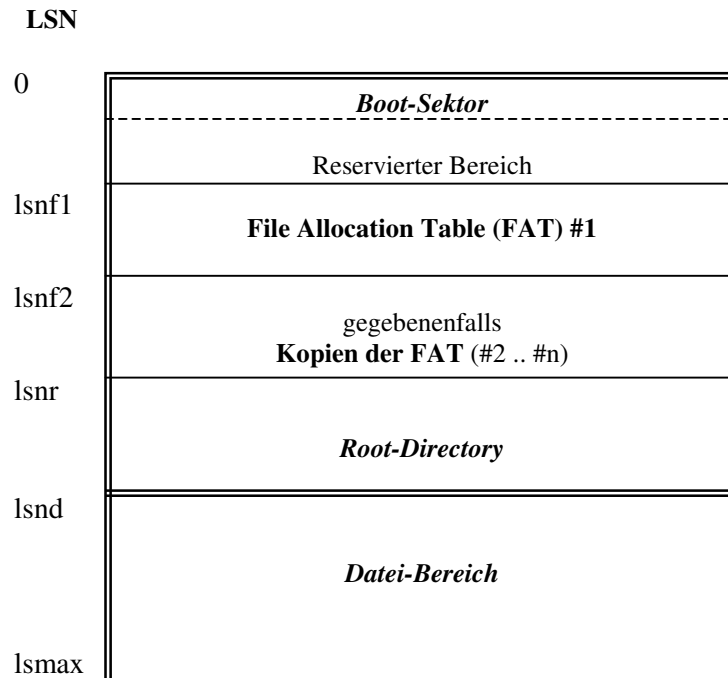 LSN
0
Boot-Sektor
Reservierter Bereich
lsnf1
File Allocation Table (FAT) #1
lsnf2
gegebenenfalls
Kopien der FAT (#2 .. #n)
lsnr
Root-Directory
lsnd
Datei-Bereich
lsmax